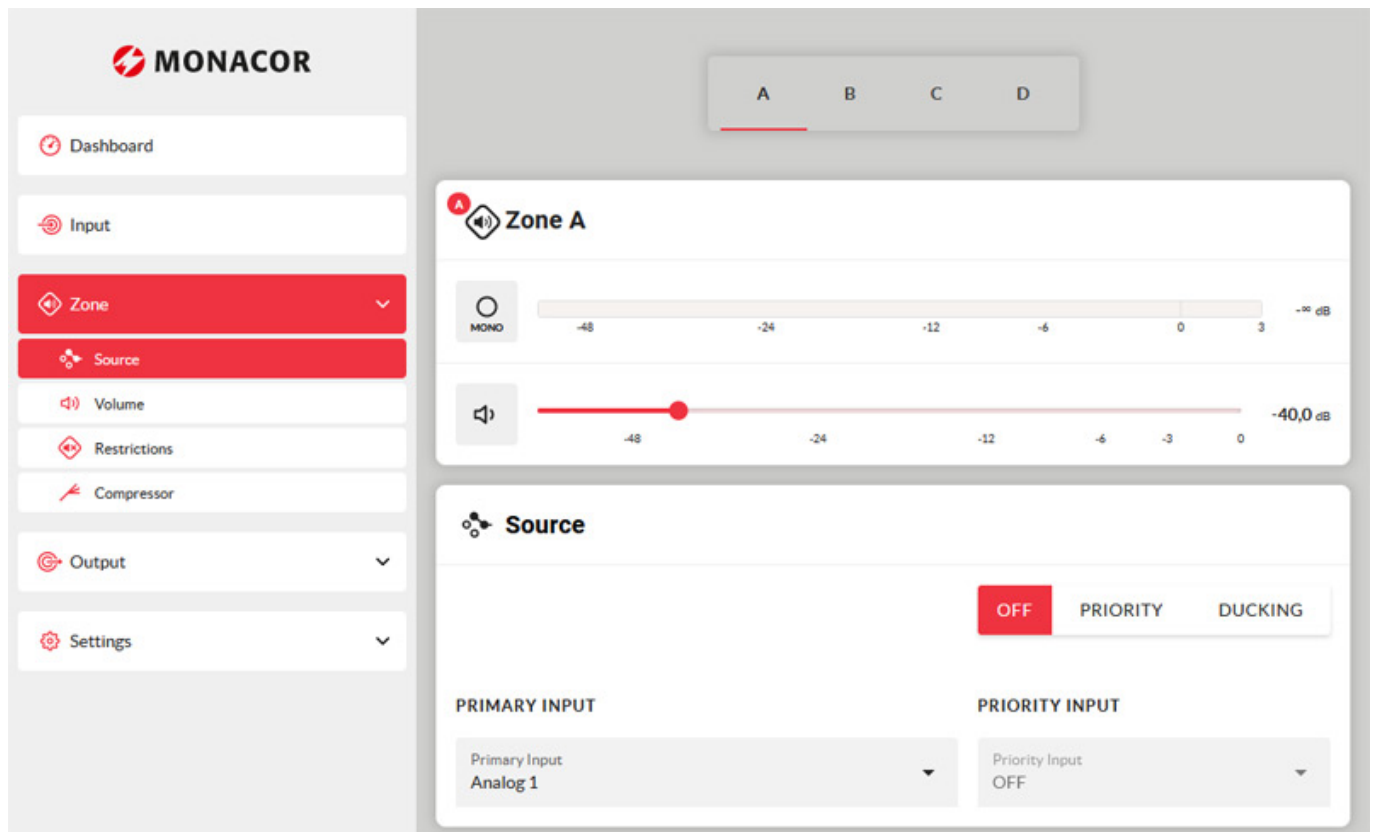 MONACOR
Dashboard
Input
Zone
Source
Volume
Restrictions
Compressor
Output
Settings
A B C D
A
Zone A
MONO
-48 -24 -12 -6 0 3
-∞ dB
-48 -24 -12 -6 -3 0
-40,0 dB
Source
OFF PRIORITY DUCKING
PRIMARY INPUT
Primary Input
Analog 1
PRIORITY INPUT
Priority Input
OFF